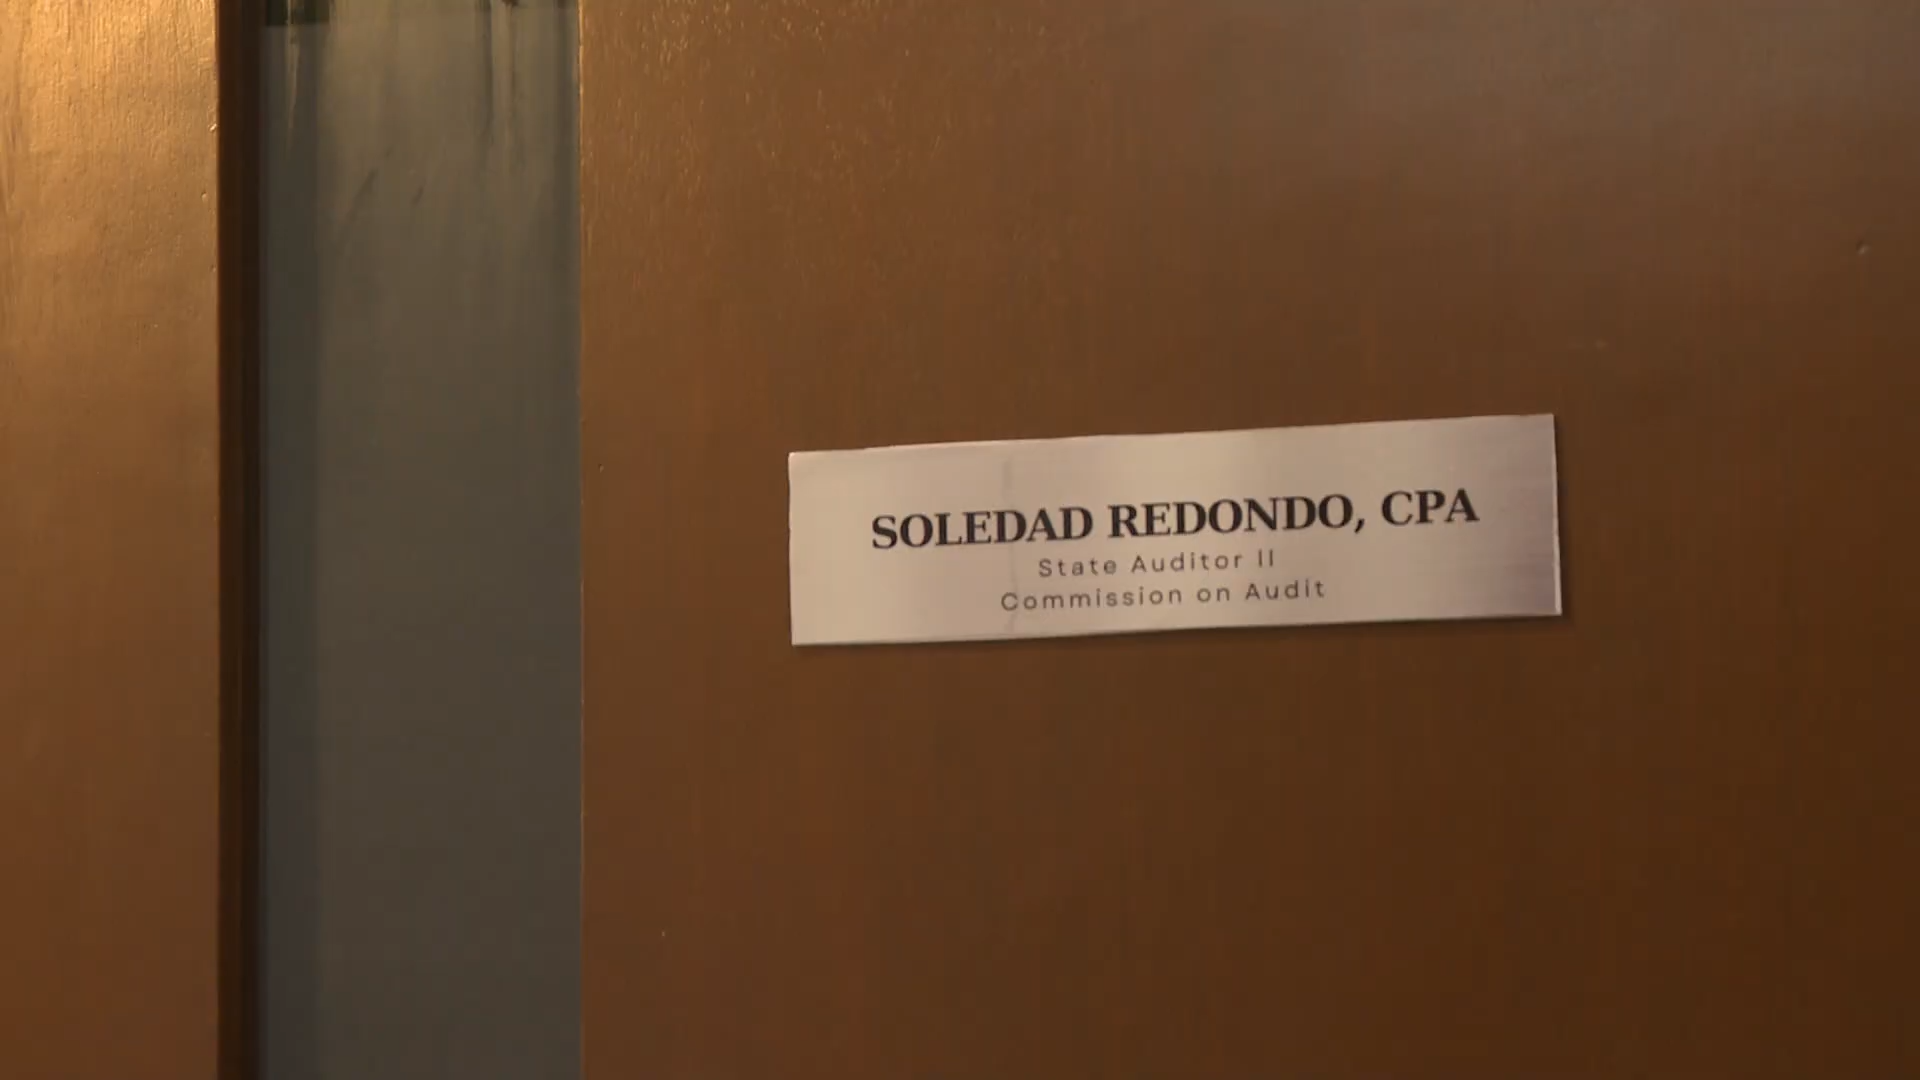 SOLEDAD REDONDO, CPA
State Auditor II
Commission on Audit